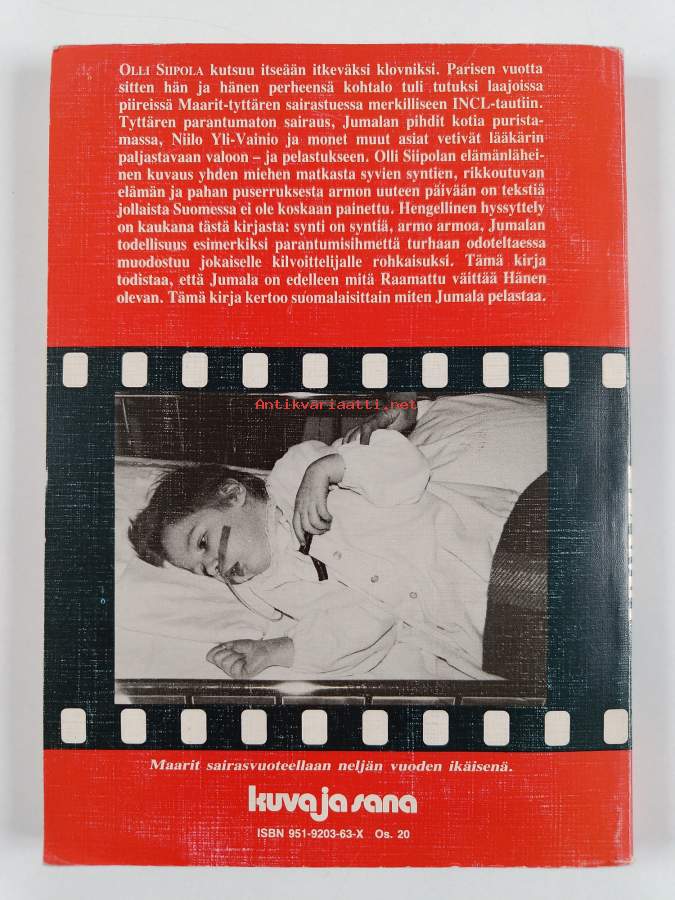 OLLI SIIPOLA kutsuu itseään itkeväksi klovniksi. Parisen vuotta
sitten hän ja hänen perheensä kohtalo tuli tutuksi laajoissa
piireissä Maarit-tyttären sairastuessa merkilliseen INCL-tautiin.
Tyttären parantumaton sairaus, Jumalan pihdit kotia purista-
massa, Niilo Yli-Vainio ja monet muut asiat vetivät lääkärin
paljastavaan valoon – ja pelastukseen. Olli Siipolan elämänlähei-
nen kuvaus yhden miehen matkasta syvien syntien, rikkoutuvan
elämän ja pahan puserruksesta armon uuteen päivään on tekstiä
jollaista Suomessa ei ole koskaan painettu. Hengellinen hyssyttely
on kaukana tästä kirjasta: synti on syntiä, armo armoa, Jumalan
todellisuus esimerkiksi parantumisihmettä turhaan odoteltaessa
muodostuu jokaiselle kilvoittelijalle rohkaisuksi. Tämä kirja
todistaa, että Jumala on edelleen mitä Raamattu väittää Hänen
olevan. Tämä kirja kertoo suomalaisittain miten Jumala pelastaa.
Antikvariaatti.net
Maarit sairasvuoteellaan neljän vuoden ikäisenä.
kuva ja sana
ISBN 951-9203-63-X Os. 20